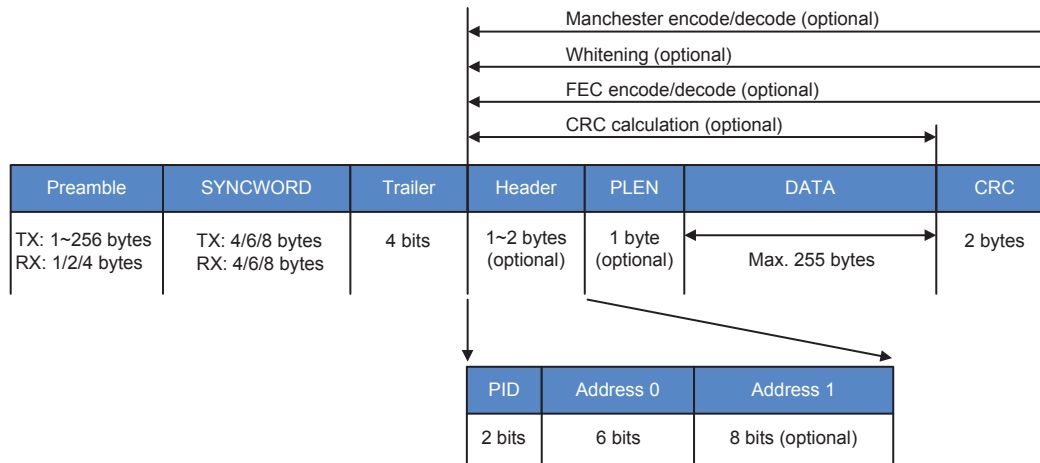 Manchester encode/decode (optional)
Whitening (optional)
FEC encode/decode (optional)
CRC calculation (optional)
Preamble SYNCWORD Trailer Header PLEN DATA CRC
TX: 1~256 bytes
RX: 1/2/4 bytes
TX: 4/6/8 bytes
RX: 4/6/8 bytes
4 bits
1~2 bytes
(optional)
1 byte
(optional)
Max. 255 bytes
2 bytes
PID Address 0 Address 1
2 bits 6 bits 8 bits (optional)